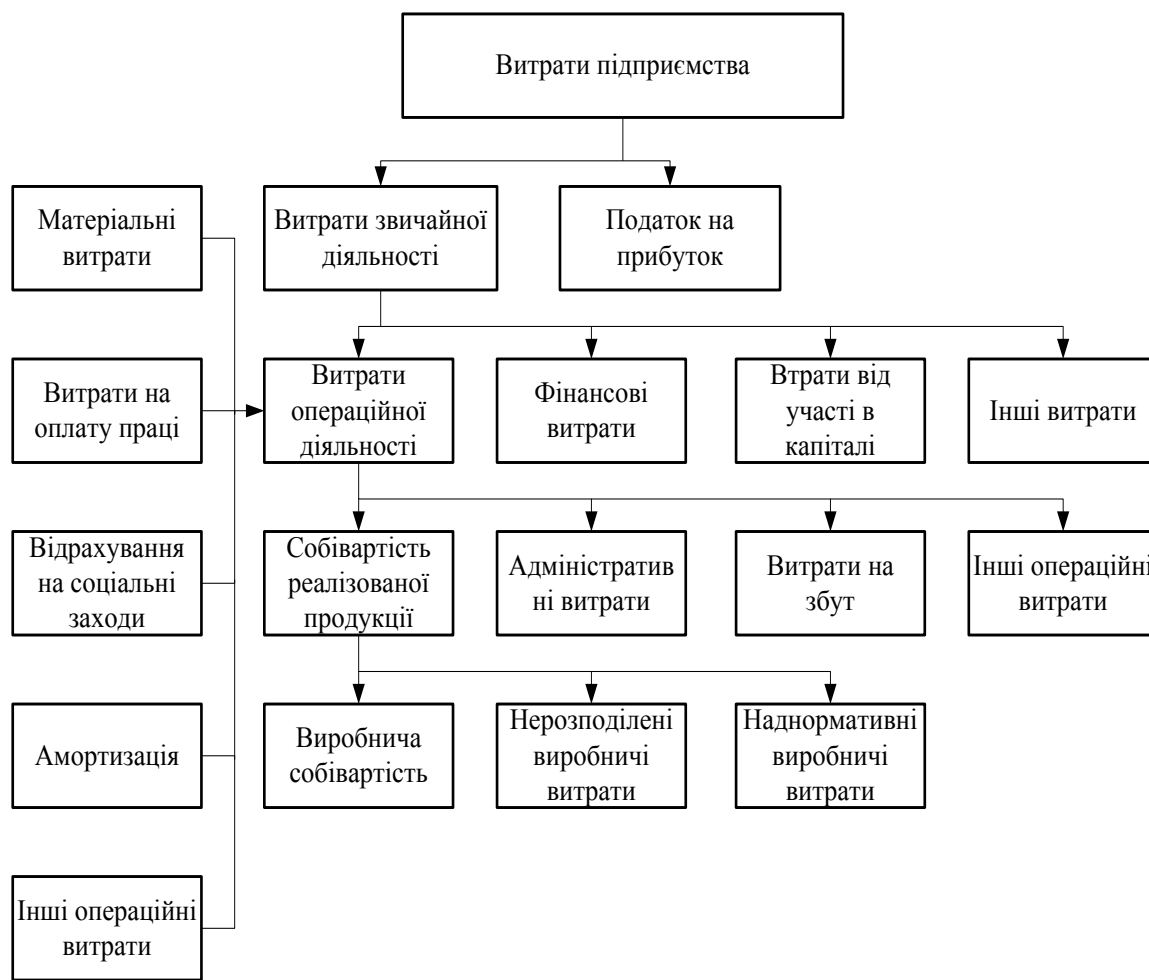 Витрати підприємства
Матеріальні
витрати
Витрати звичайної
діяльності
Податок на
прибуток
Витрати на
оплату праці
Витрати
операційної
діяльності
Фінансові
витрати
Втрати від
участі в
капіталі
Інші витрати
Відрахування
на соціальні
заходи
Собівартість
реалізованої
продукції
Адміністратив
ні витрати
Витрати на
збут
Інші операційні
витрати
Амортизація
Виробнича
собівартість
Нерозподілені
виробничі
витрати
Наднормативні
виробничі
витрати
Інші операційні
витрати